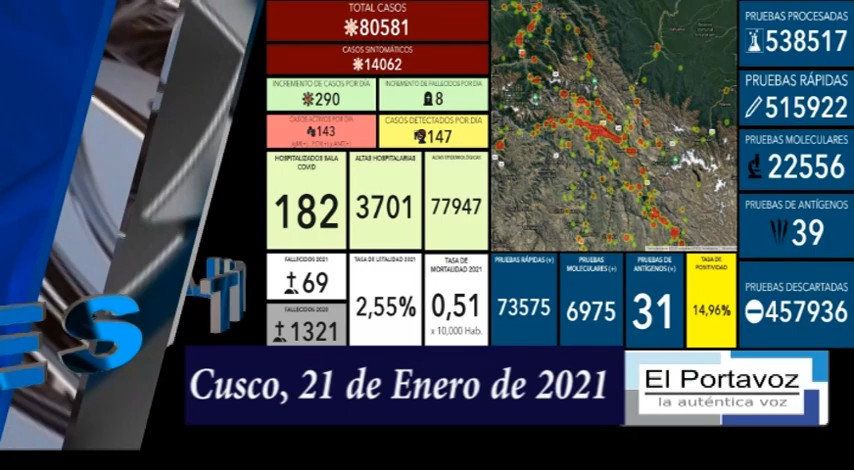 TOTAL CASOS
80581
CASOS SINTOMÁTICOS
14062
INCREMENTO DE CASOS POR DIA
290
INCREMENTO DE FALLECIDOS POR DIA
8
CASOS ACTIVOS POR DIA
143
CASOS DETECTADOS POR DÍA
147
HOSPITALIZADOS SALA
COVID
182
ALTAS HOSPITALARIAS
3701
ALTAS EPIDEMIOLÓGICAS
77947
FALLECIDOS 2021
69
FALLECIDOS 2020
1321
TASA DE LETALIDAD 2021
2,55%
TASA DE
MORTALIDAD 2021
0,51
x 10,000 Hab.
PRUEBAS RÁPIDAS (+)
73575
PRUEBAS
MOLECULARES (+)
6975
PRUEBAS DE
ANTÍGENOS (+)
31
TASA DE
POSITIVIDAD
14,96%
PRUEBAS PROCESADAS
538517
PRUEBAS RÁPIDAS
515922
PRUEBAS MOLECULARES
22556
PRUEBAS DE ANTÍGENOS
39
PRUEBAS DESCARTADAS
457936
ES
Cusco, 21 de Enero de 2021
El Portavoz
la auténtica voz